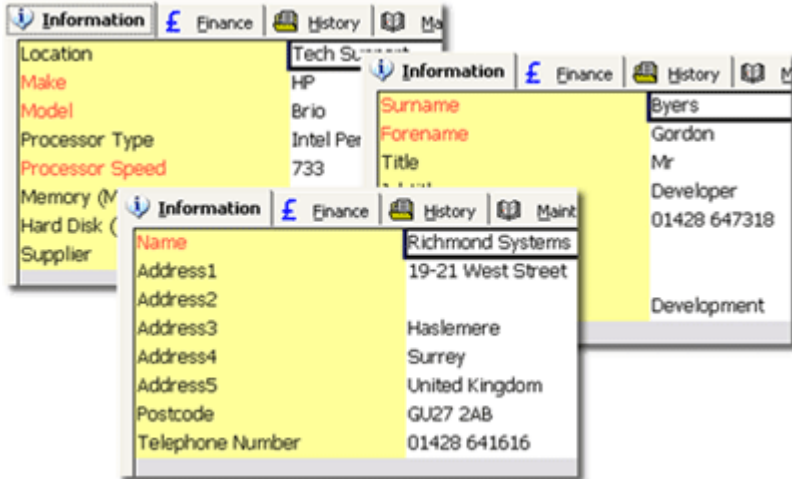 Information £ Finance History Ma
Location Tech Support
Make HP
Model Brio
Processor Type Intel Per
Processor Speed 733
Memory (M
Hard Disk (
Supplier
Information £ Finance History M
Surname Byers
Forename Gordon
Title Mr
Developer
01428 647318
Development
Information £ Finance History Maint
Name Richmond Systems
Address1 19-21 West Street
Address2
Address3 Haslemere
Address4 Surrey
Address5 United Kingdom
Postcode GU27 2AB
Telephone Number 01428 641616